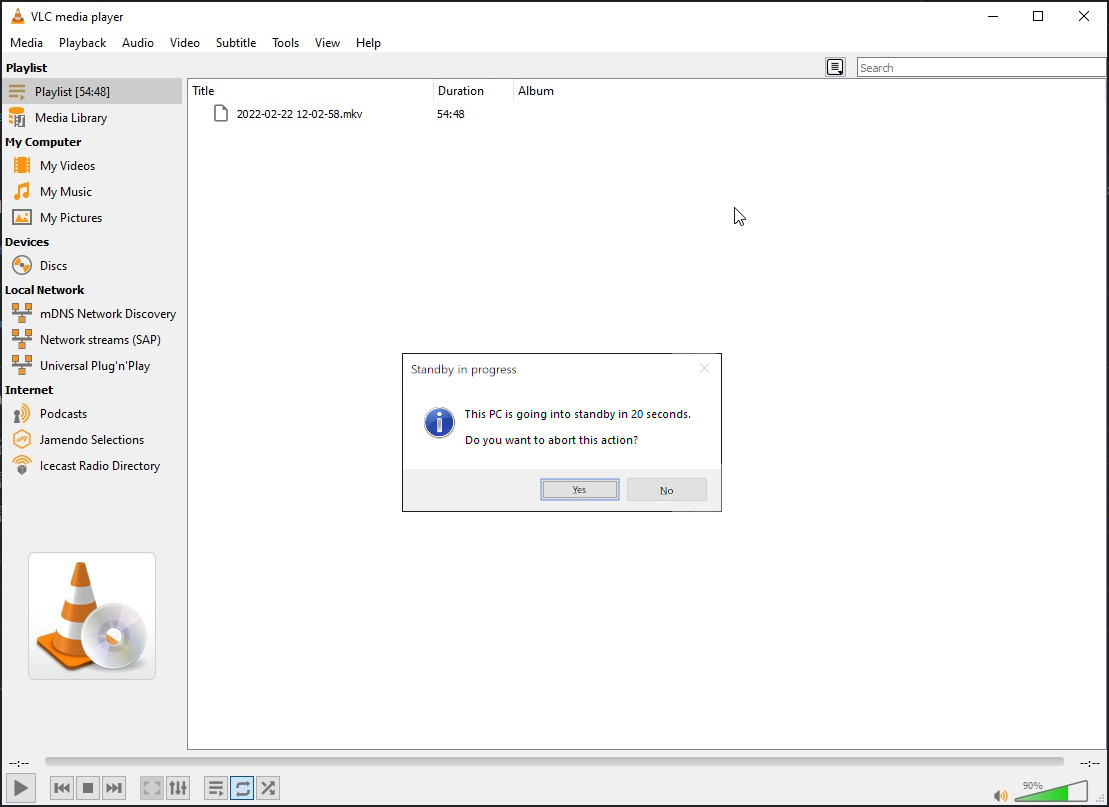 VLC media player
Media Playback Audio Video Subtitle Tools View Help
Playlist
Search
Playlist [54:48]
Media Library
My Computer
My Videos
My Music
My Pictures
Devices
Discs
Local Network
mDNS Network Discovery
Network streams (SAP)
Universal Plug'n'Play
Internet
Podcasts
Jamendo Selections
Icecast Radio Directory
Title Duration Album
2022-02-22 12-02-58.mkv 54:48
Standby in progress
This PC is going into standby in 20 seconds.
Do you want to abort this action?
Yes No
--:-- --:--
90%